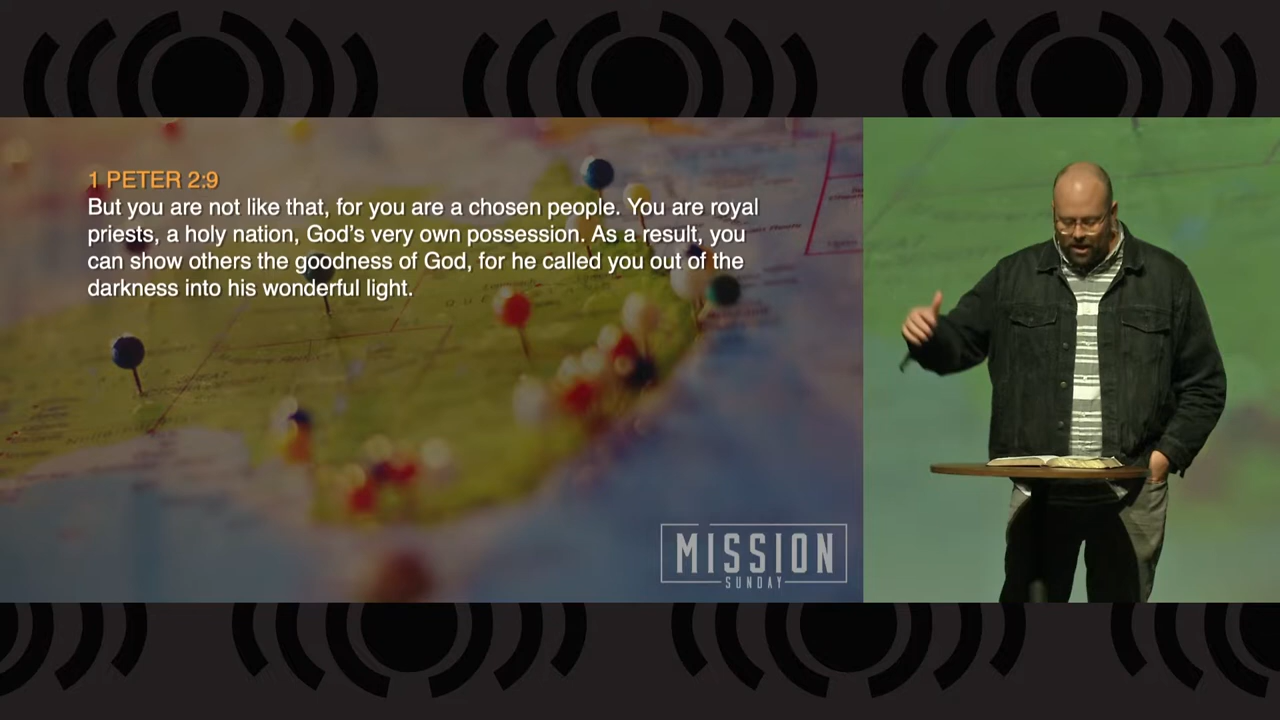 1 PETER 2:9
But you are not like that, for you are a chosen people. You are royal
priests, a holy nation, God’s very own possession. As a result, you
can show others the goodness of God, for he called you out of the
darkness into his wonderful light.
MISSION
SUNDAY